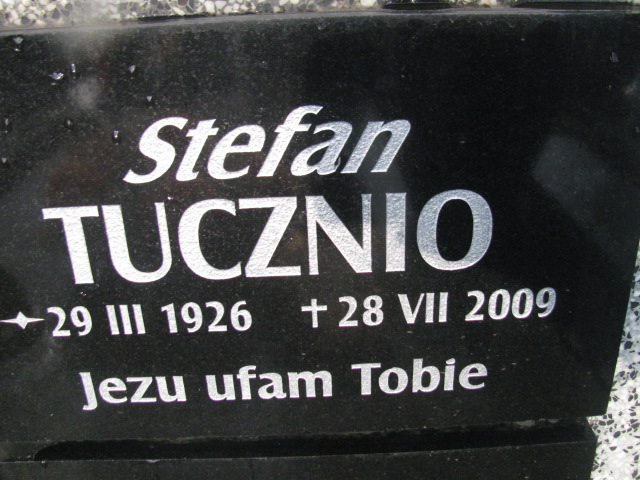 Stefan
TUCZNIO
29 III 1926 † 28 VII 2009
Jezu ufam Tobie